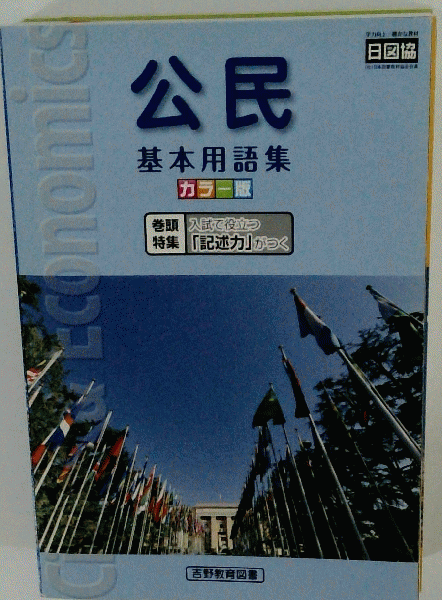 日図協
公民
基本用語集
カラー版
巻頭
特集
入試で役立つ
「記述力」がつく
Civics & Economics
吉野教育図書